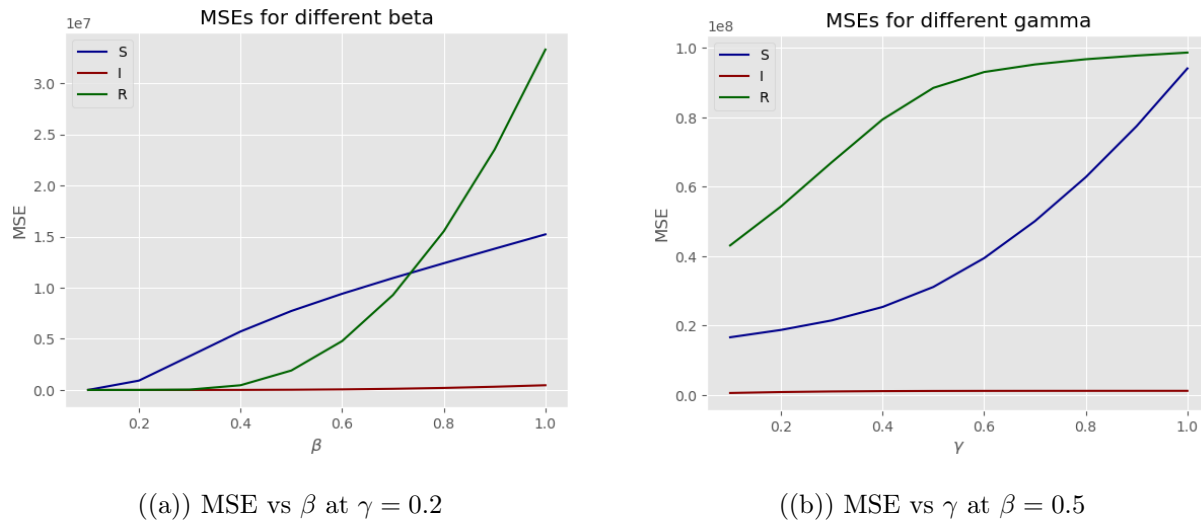 MSEs for different beta
1e7
S
I
R
3.0
2.5
2.0
1.5
1.0
0.5
0.0
MSE
0.2 0.4 0.6 0.8 1.0
β
((a)) MSE vs β at γ = 0.2
MSEs for different gamma
1e8
S
I
R
1.0
0.8
0.6
0.4
0.2
0.0
MSE
0.2 0.4 0.6 0.8 1.0
γ
((b)) MSE vs γ at β = 0.5